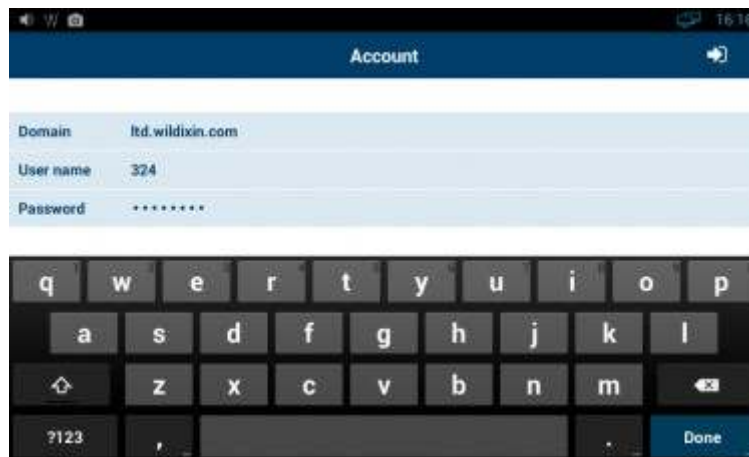 W 16:16
Account
Domain ltd.wildixin.com
User name 324
Password ••••••••
q w e r t y u i o p
a s d f g h j k l
z x c v b n m
?123 , . Done